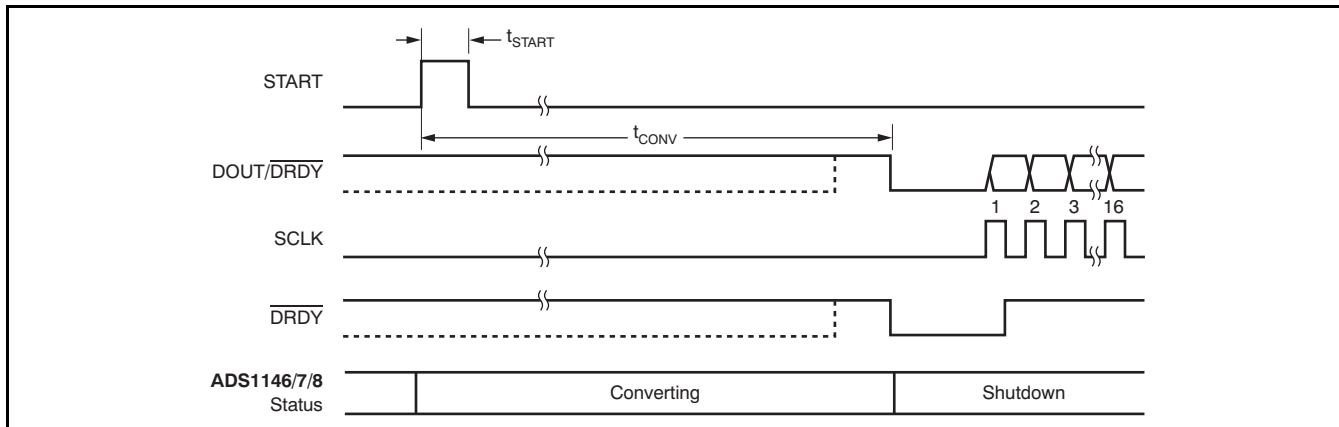 tSTART
START
tCONV
DOUT/DRDY
1 2 3 16
SCLK
DRDY
ADS1146/7/8
Status
Converting
Shutdown